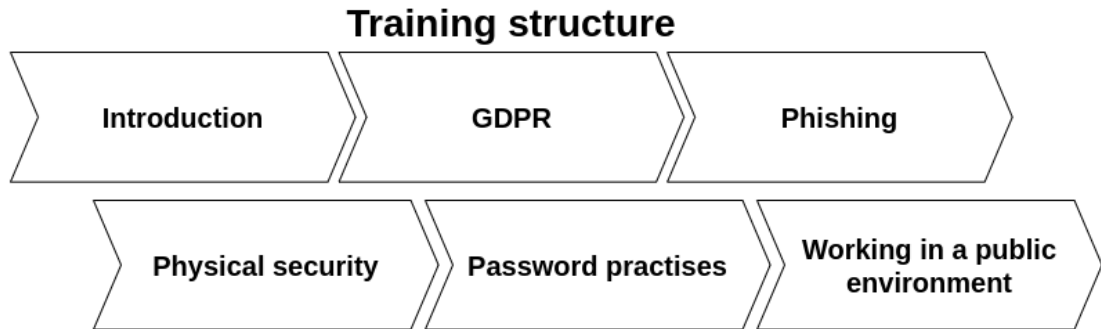 Training structure
Introduction
GDPR
Phishing
Physical security
Password practises
Working in a public
environment